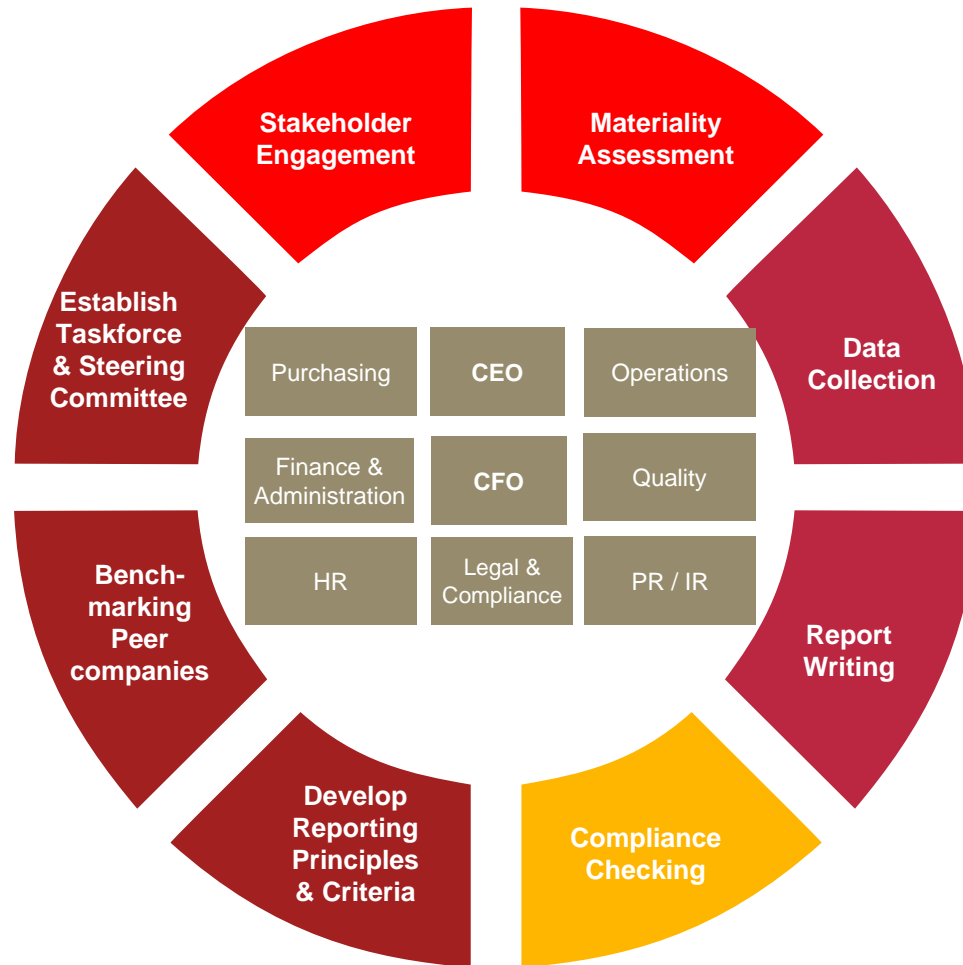 Stakeholder
Engagement
Materiality
Assessment
Establish
Taskforce
& Steering
Committee
Data
Collection
Purchasing
CEO
Operations
Finance &
Administration
CFO
Quality
HR
Legal &
Compliance
PR / IR
Bench-
marking
Peer
companies
Report
Writing
Develop
Reporting
Principles
& Criteria
Compliance
Checking